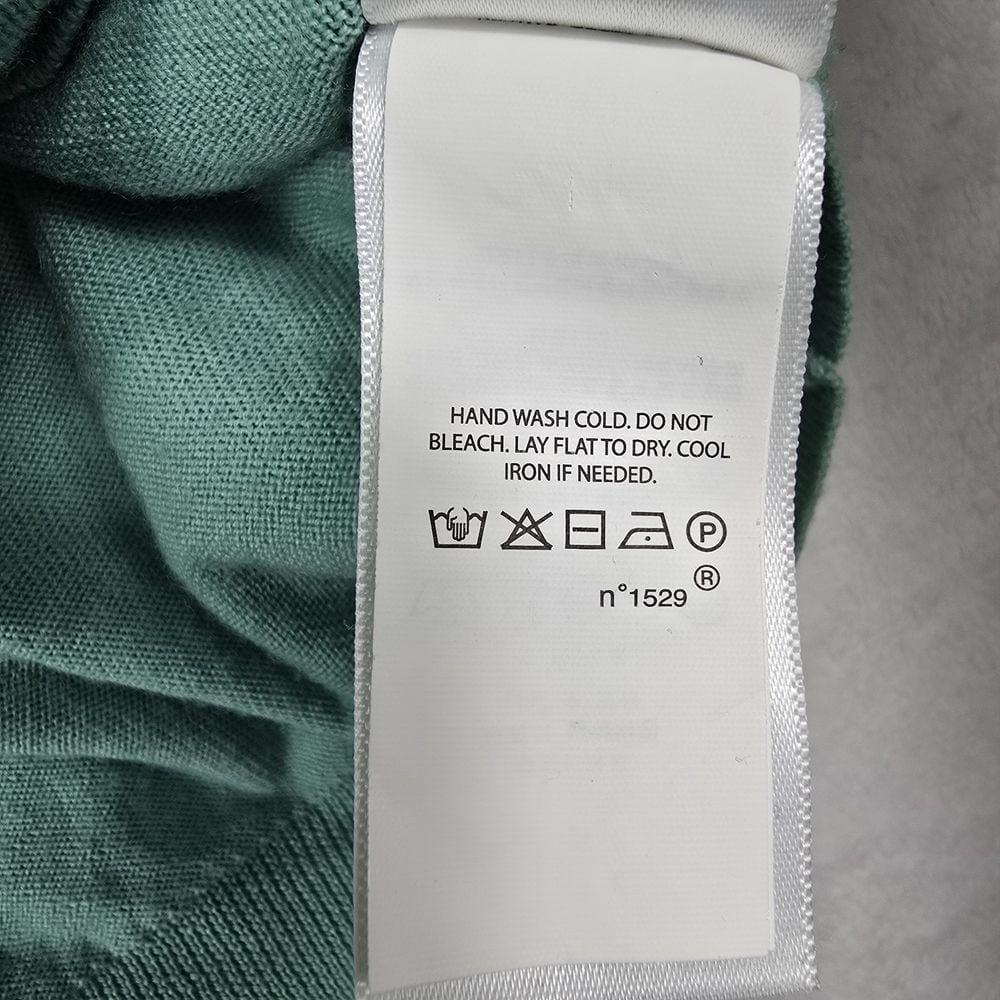 HAND WASH COLD. DO NOT
BLEACH. LAY FLAT TO DRY. COOL
IRON IF NEEDED.
P
®
n°1529